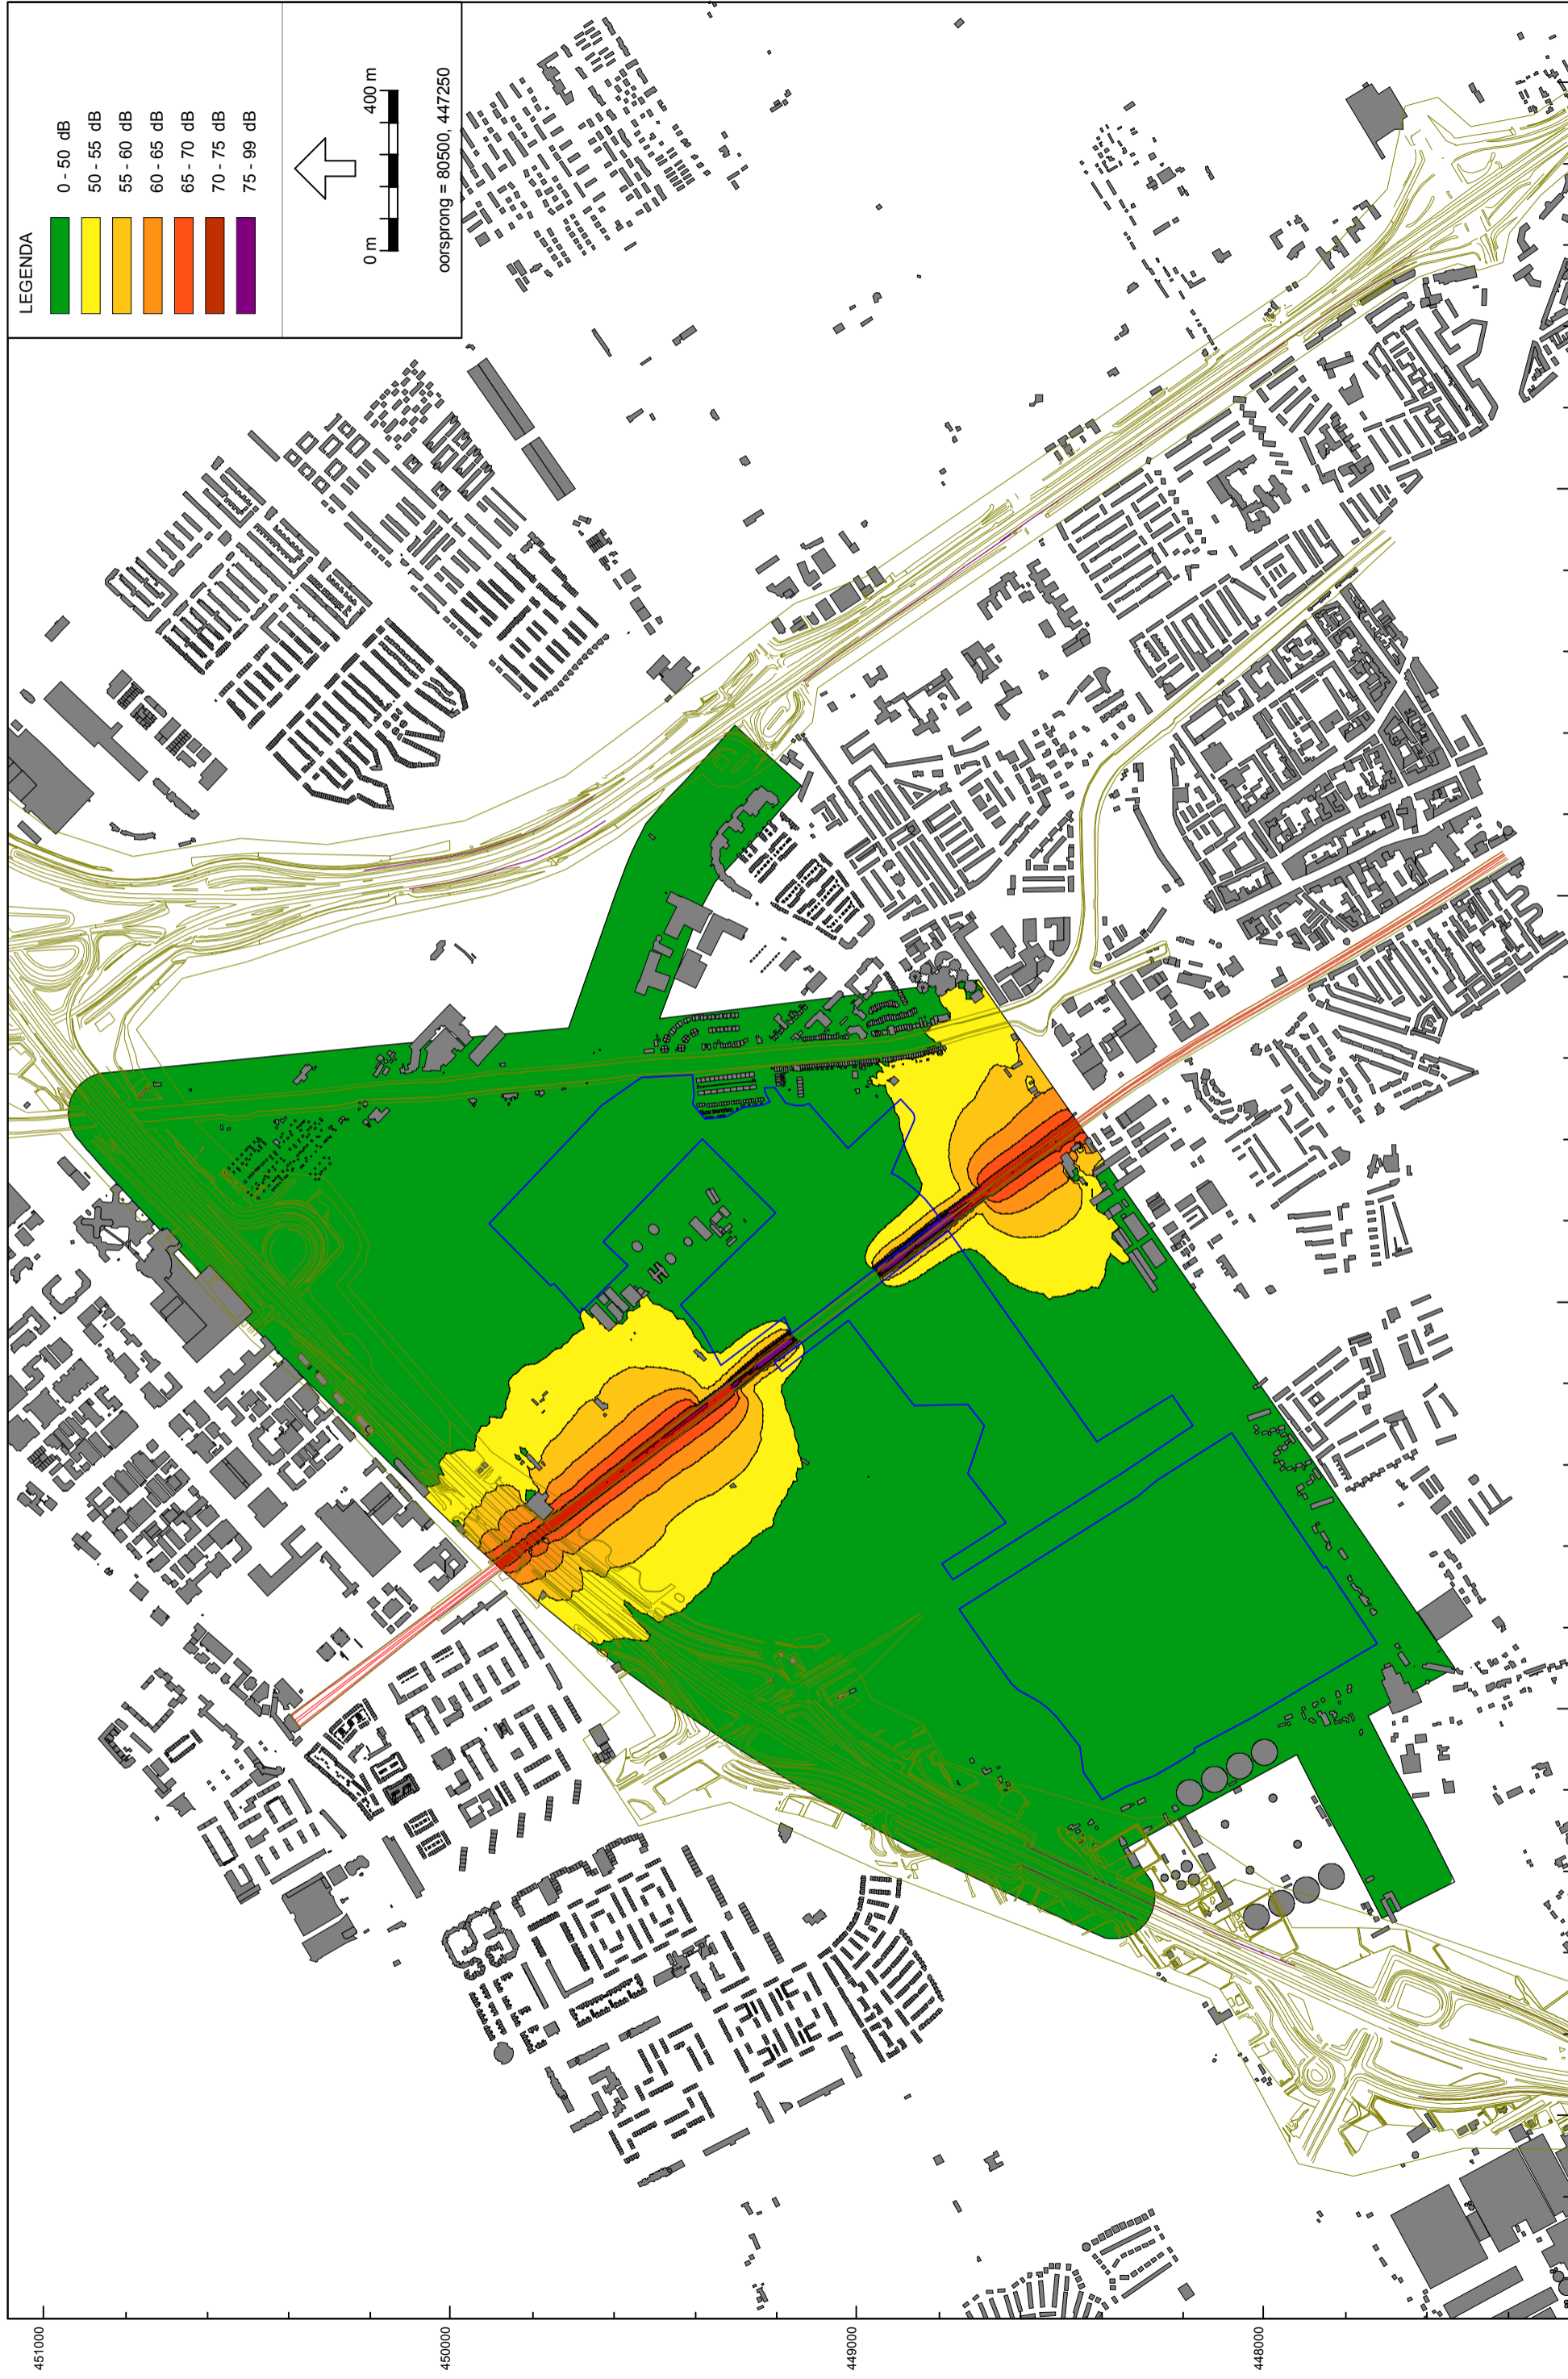 LEGENDA
0 - 50 dB
50 - 55 dB
55 - 60 dB
60 - 65 dB
65 - 70 dB
70 - 75 dB
75 - 99 dB
0 m
400 m
oorsprong = 80500, 447250
451000
450000
449000
448000